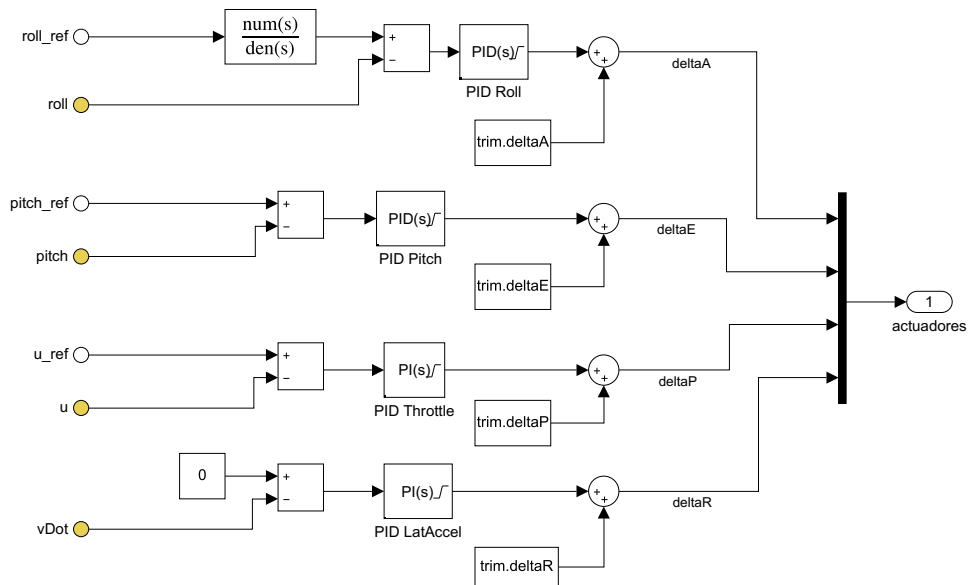 roll_ref
num(s)
den(s)
+
−
PID(s)
PID Roll
+
+
deltaA
roll
trim.deltaA
pitch_ref
+
−
PID(s)
PID Pitch
+
+
deltaE
pitch
trim.deltaE
u_ref
+
−
PI(s)
PID Throttle
+
+
deltaP
u
trim.deltaP
0
+
−
PI(s)
PID LatAccel
+
+
deltaR
vDot
trim.deltaR
1
actuadores